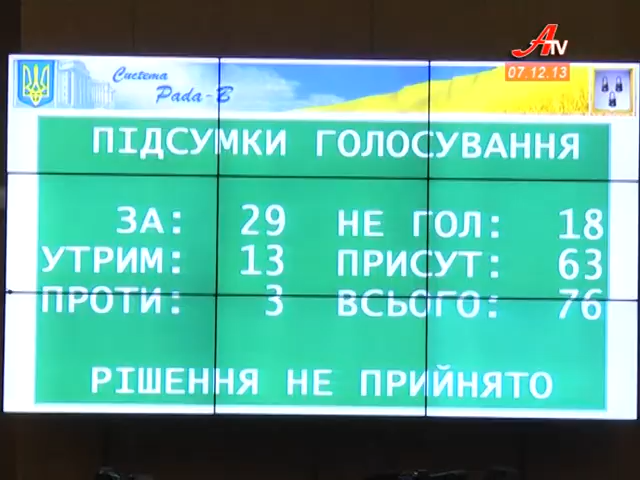 АTV
07.12.13
Система
Рада-В
ПІДСУМКИ ГОЛОСУВАННЯ
ЗА: 29 НЕ ГОЛ: 18
УТРИМ: 13 ПРИСУТ: 63
ПРОТИ: 3 ВСЬОГО: 76
РІШЕННЯ НЕ ПРИЙНЯТО